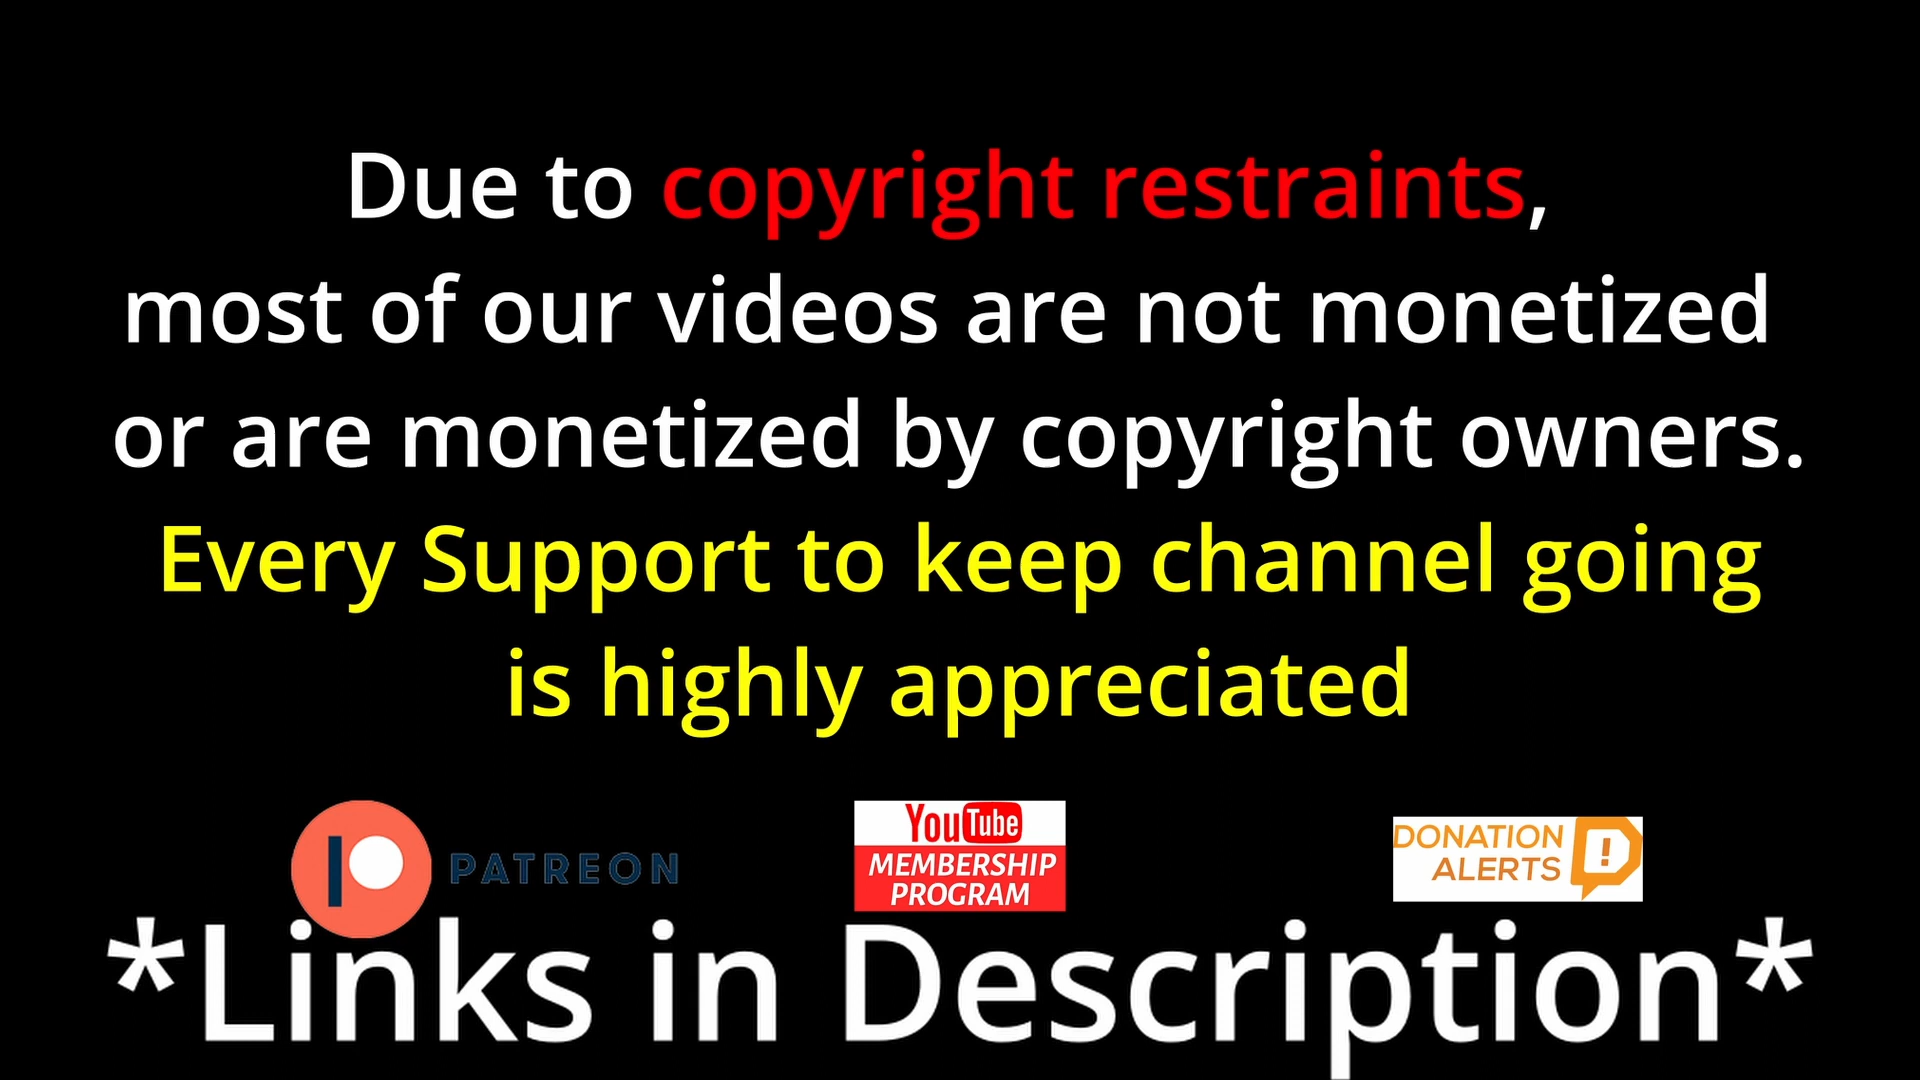 Due to copyright restraints,
most of our videos are not monetized
or are monetized by copyright owners.
Every Support to keep channel going
is highly appreciated
PATREON
YouTube
MEMBERSHIP
PROGRAM
DONATION
ALERTS
*Links in Description*